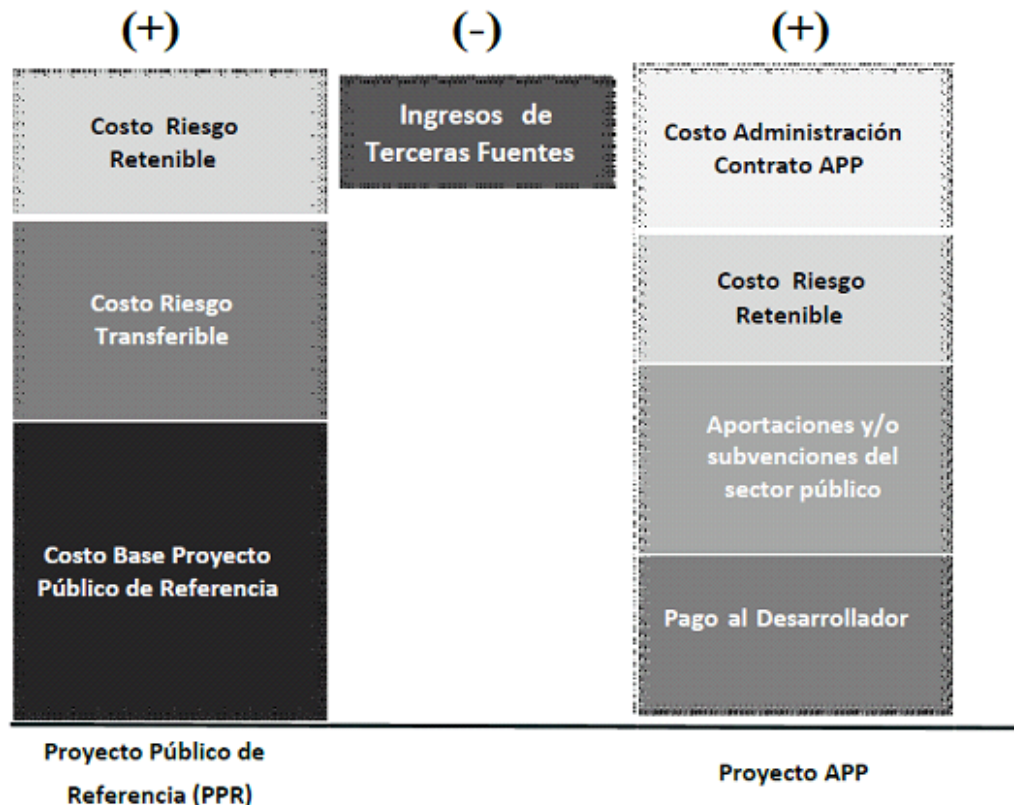 (+)
Costo Riesgo
Retenible
Costo Riesgo
Transferible
Costo Base Proyecto
Público de Referencia
Proyecto Público de
Referencia (PPR)
(-)
Ingresos de
Terceras Fuentes
(+)
Costo Administración
Contrato APP
Costo Riesgo
Retenible
Aportaciones y/o
subvenciones del
sector público
Pago al Desarrollador
Proyecto APP